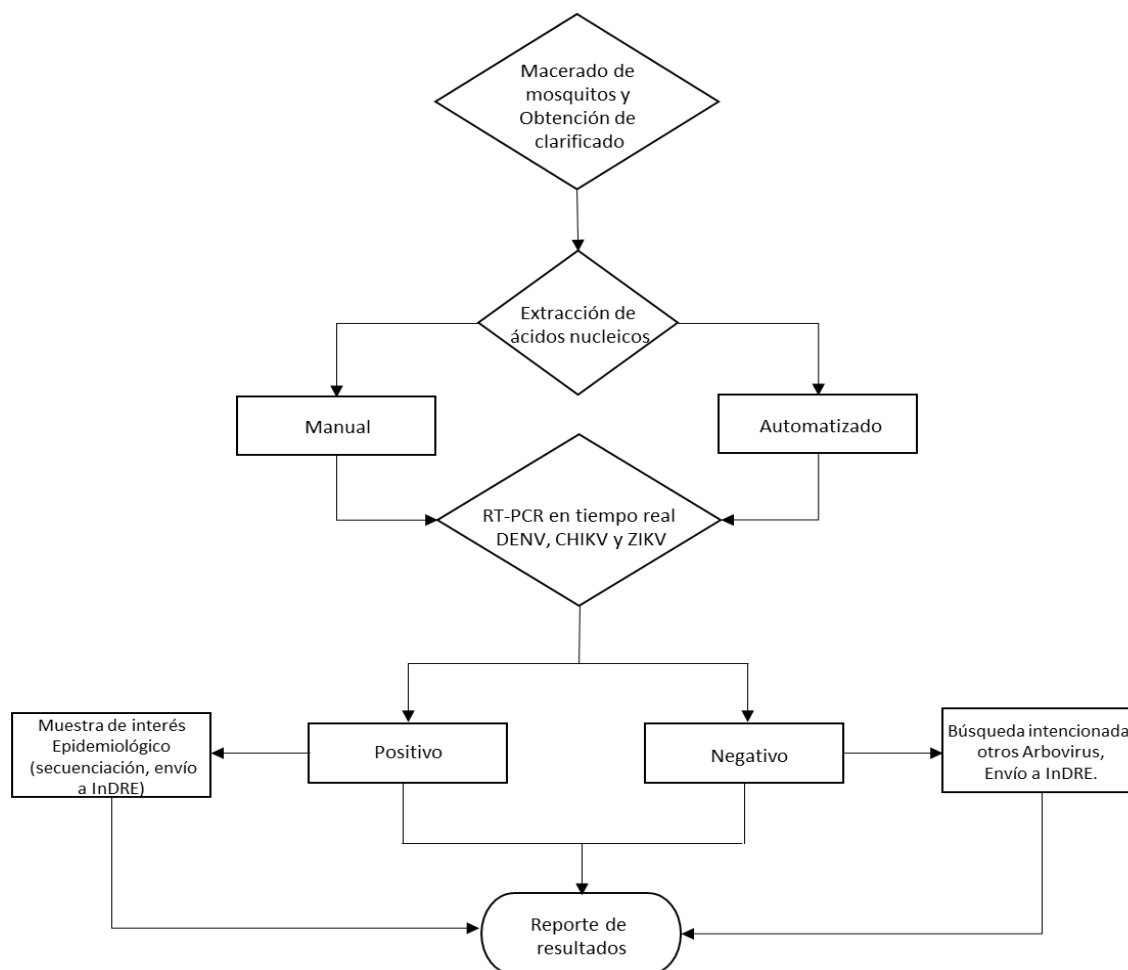 Macerado de
mosquitos y
Obtención de
clarificado
Extracción de
ácidos nucleicos
Manual
Automatizado
RT-PCR en tiempo real
DENV, CHIKV y ZIKV
Muestra de interés
Epidemiológico
(secuenciación, envío
a InDRE)
Positivo
Negativo
Búsqueda intencionada
otros Arbovirus,
Envío a InDRE.
Reporte de
resultados